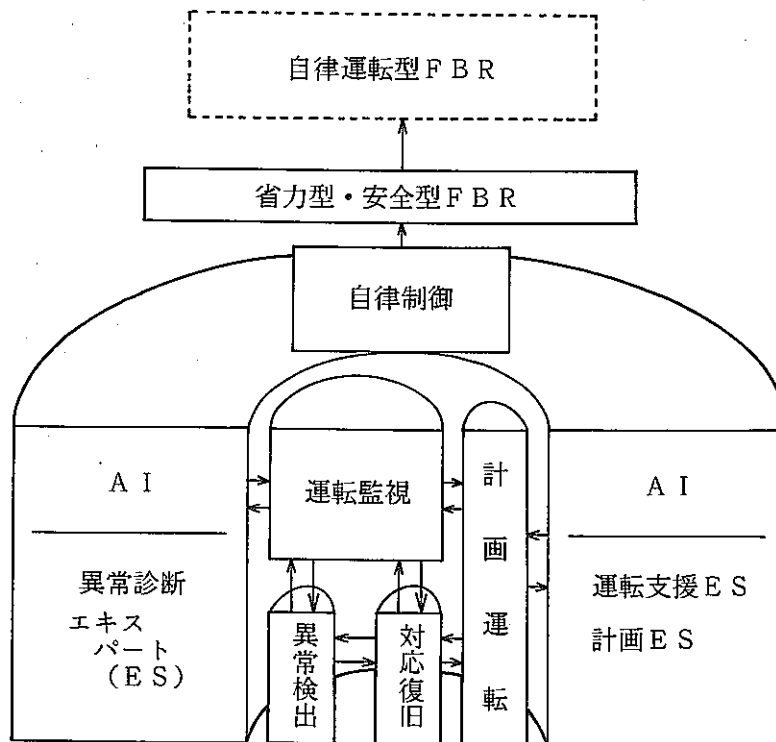 自律運転型FBR
省力型・安全型FBR
自律制御
AI
異常診断
エキス
パート
(ES)
運転監視
異常検出
対応復旧
計画運転
AI
運転支援ES
計画ES